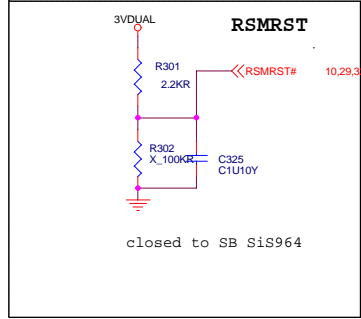 3VDUAL
RSMRST
R301
2.2KR
RSMRST# 10,29,3
R302
X_100KR
C325
C1U10Y
closed to SB SiS964